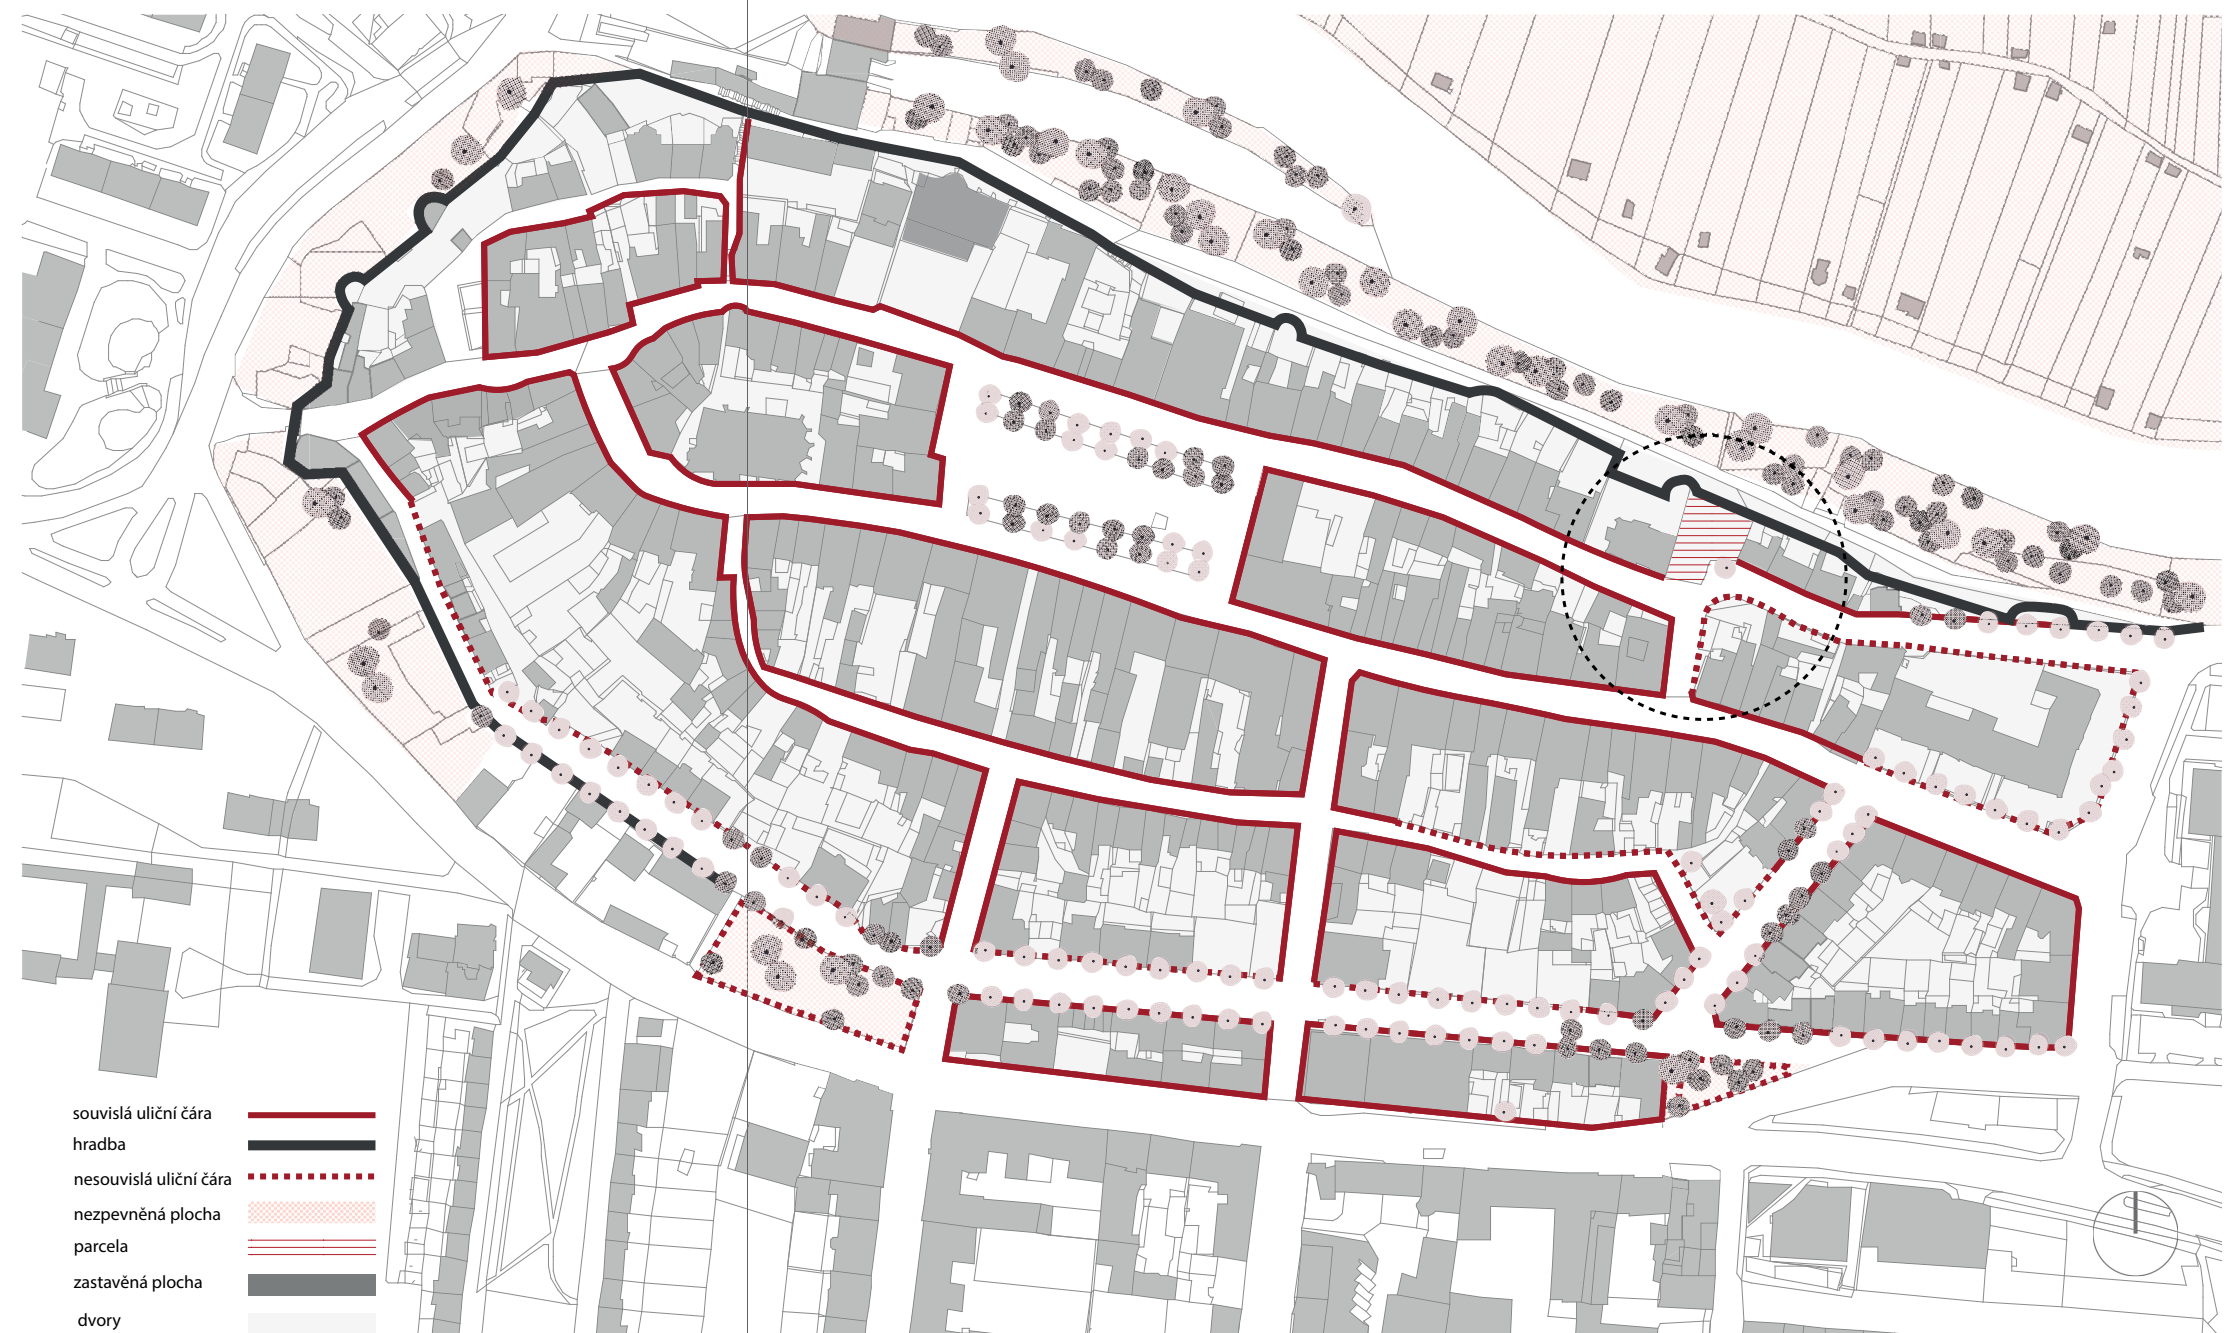 souvislá uliční čára
hradba
nesouvislá uliční čára
nezpevněná plocha
parcela
zastavěná plocha
dvory